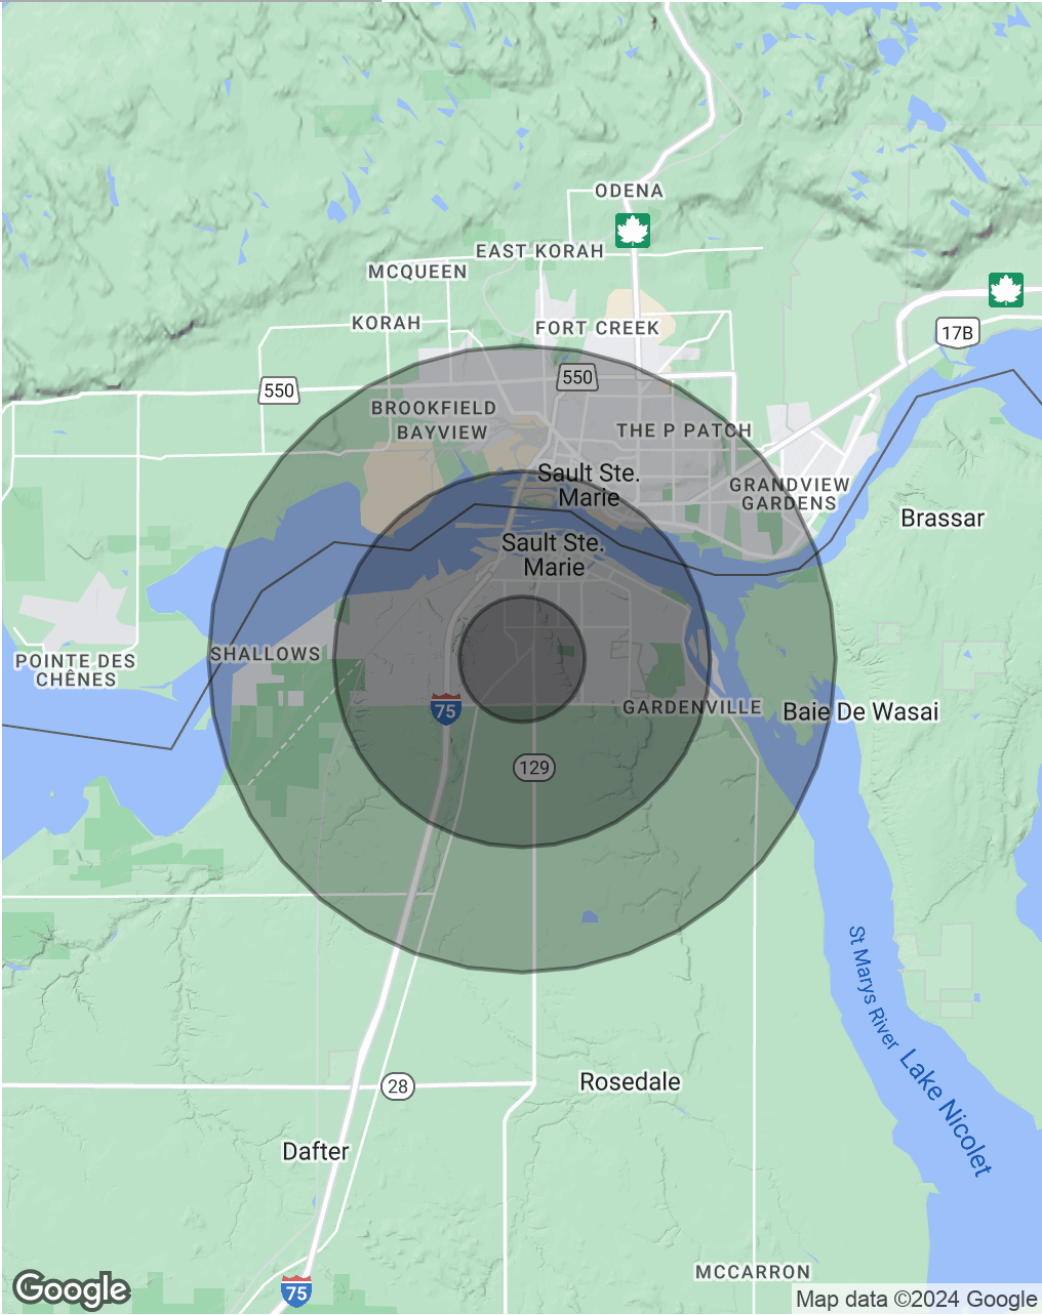 ODENA
EAST KORAH
MCQUEEN
17B
KORAH
FORT CREEK
550
550
BROOKFIELD
BAYVIEW
THE P PATCH
Sault Ste.
Marie
GRANDVIEW
GARDENS
Brassar
Sault Ste.
Marie
SHALLOWS
POINTE DES
CHÊNES
75
GARDENVILLE
Baie De Wasai
129
St Marys River
Lake Nicolet
28
Rosedale
Dafter
MCCARRON
75
Google
Map data ©2024 Google